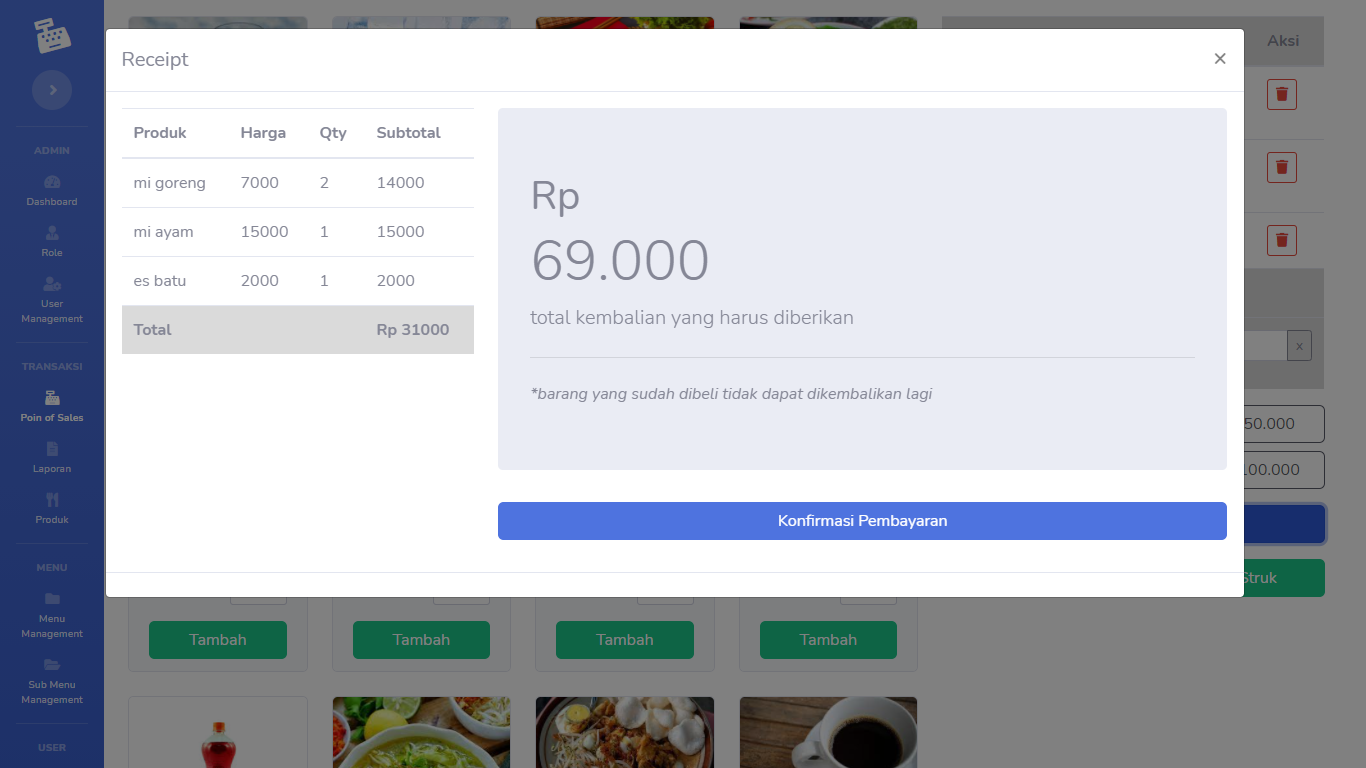 ADMIN
Dashboard
Role
User
Management
TRANSAKSI
Poin of Sales
Laporan
Produk
MENU
Menu
Management
Sub Menu
Management
USER
Receipt
×
Produk Harga Qty Subtotal
mi goreng 7000 2 14000
mi ayam 15000 1 15000
es batu 2000 1 2000
Total Rp 31000
Rp
69.000
total kembalian yang harus diberikan
*barang yang sudah dibeli tidak dapat dikembalikan lagi
Konfirmasi Pembayaran
Aksi
x
50.000
100.000
Struk
Tambah Tambah Tambah Tambah